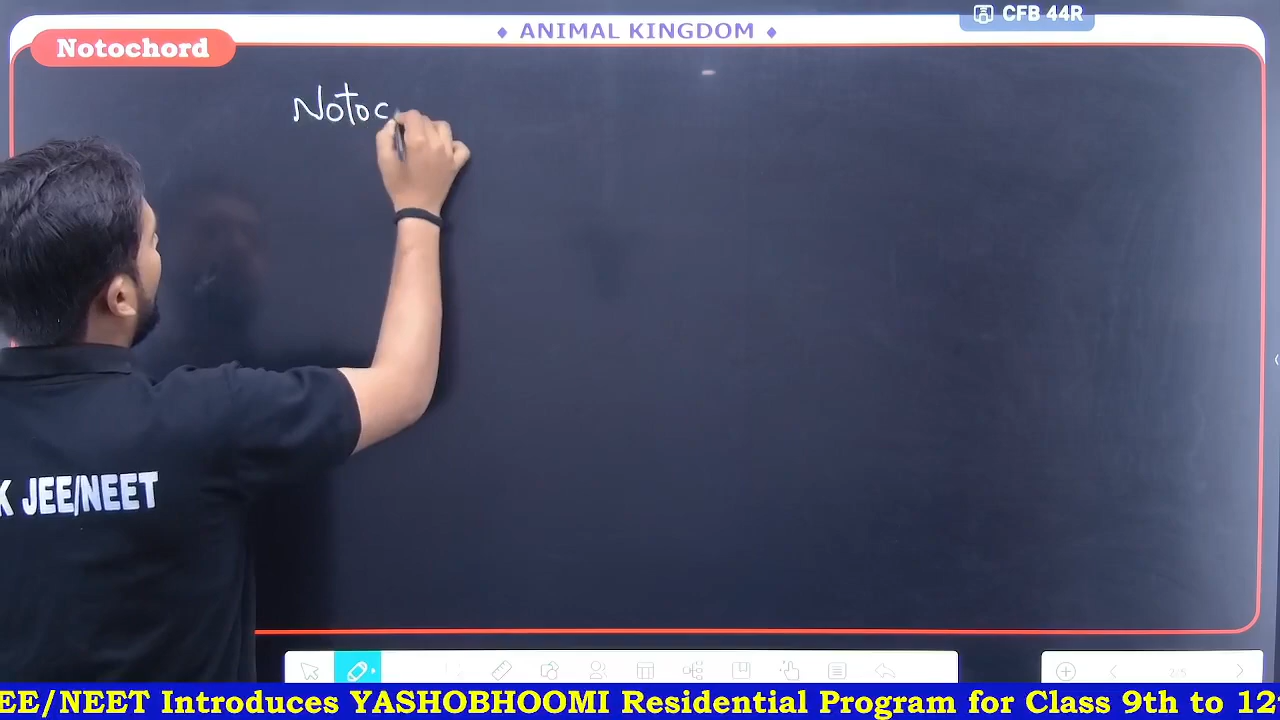 CFB 44R
♦ ANIMAL KINGDOM ♦
Notochord
Notoc
K JEE/NEET
EE/NEET Introduces YASHOBHOOMI Residential Program for Class 9th to 12